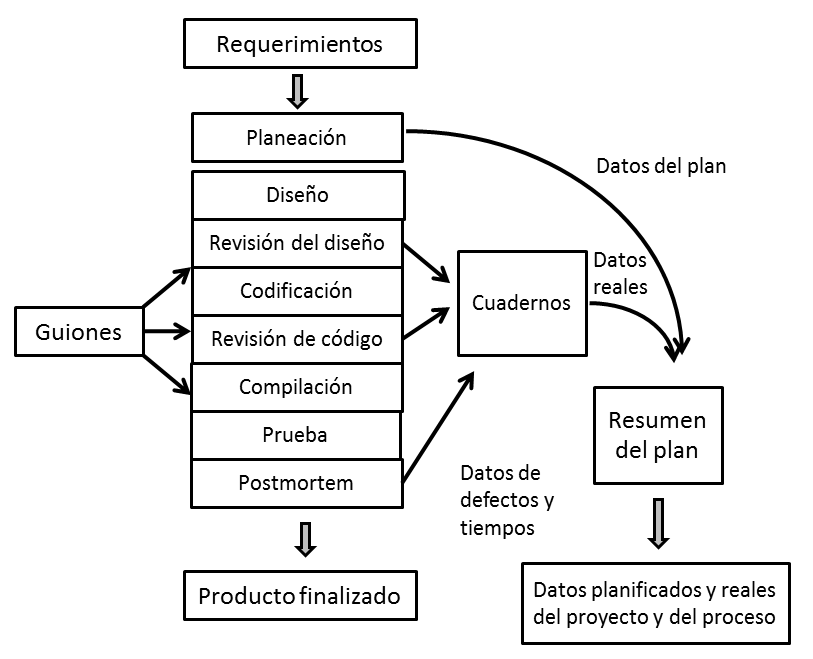 Requerimientos
Planeación
Datos del plan
Diseño
Revisión del diseño
Codificación
Revisión de código
Compilación
Prueba
Postmortem
Guiones
Cuadernos
Datos
reales
Resumen
del plan
Datos de
defectos y
tiempos
Producto finalizado
Datos planificados y reales
del proyecto y del proceso